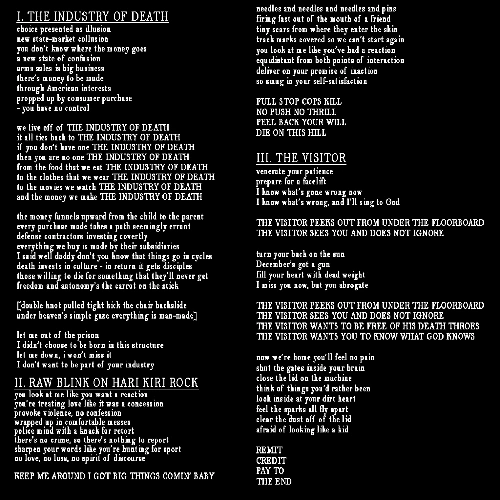 I. THE INDUSTRY OF DEATH
choice presented as illusion
new state-market collusion
you don't know where the money goes
a new state of confusion
arms sales is big business
there's money to be made
through American interests
propped up by consumer purchase
- you have no control
we live off of THE INDUSTRY OF DEATH
it all ties back to THE INDUSTRY OF DEATH
if you don't have one THE INDUSTRY OF DEATH
then you are no one THE INDUSTRY OF DEATH
from the food that we eat THE INDUSTRY OF DEATH
to the clothes that we wear THE INDUSTRY OF DEATH
to the movies we watch THE INDUSTRY OF DEATH
and the money we make THE INDUSTRY OF DEATH
the money funnels upward from the child to the parent
every purchase made takes a path seemingly errant
defense contractors investing covertly
everything we buy is made by their subsidiaries
I said well daddy don't you know that things go in cycles
death invests in culture - in return it gets disciples
those willing to die for something that they'll never get
freedom and autonomy's the carrot on the stick
[double knot pulled tight kick the chair backslide
under heaven's simple gaze everything is man-made]
let me out of the prison
I didn't choose to be born in this structure
let me down, i won't miss it
I don't want to be part of your industry
II. RAW BLINK ON HARI KIRI ROCK
you look at me like you want a reaction
you're treating love like it was a concession
provoke violence, no confession
wrapped up in comfortable messes
police mind with a knack for retort
there's no crime, so there's nothing to report
sharpen your words like you're hunting for sport
no love, no loss, no spirit of discourse
KEEP ME AROUND I GOT BIG THINGS COMIN' BABY
needles and needles and needles and pins
firing fast out of the mouth of a friend
tiny scars from where they enter the skin
track marks covered so we can't start again
you look at me like you've had a reaction
equidistant from both points of interaction
deliver on your promise of inaction
so smug in your self-satisfaction
FULL STOP COPS KILL
NO PUSH NO THRILL
FEEL BACK YOUR WILL
DIE ON THIS HILL
III. THE VISITOR
venerate your patience
prepare for a facelift
I know what's gone wrong now
I know what's wrong, and I'll sing to God
THE VISITOR PEEKS OUT FROM UNDER THE FLOORBOARD
THE VISITOR SEES YOU AND DOES NOT IGNORE
turn your back on the sun
December's got a gun
fill your heart with dead weight
I miss you now, but you abrogate
THE VISITOR PEEKS OUT FROM UNDER THE FLOORBOARD
THE VISITOR SEES YOU AND DOES NOT IGNORE
THE VISITOR WANTS TO BE FREE OF HIS DEATH THROES
THE VISITOR WANTS YOU TO KNOW WHAT GOD KNOWS
now we're home you'll feel no pain
shut the gates inside your brain
close the lid on the machine
think of things you'd rather been
look inside at your dirt heart
feel the sparks all fly apart
clear the dust off of the lid
afraid of looking like a kid
REMIT
CREDIT
PAY TO
THE END